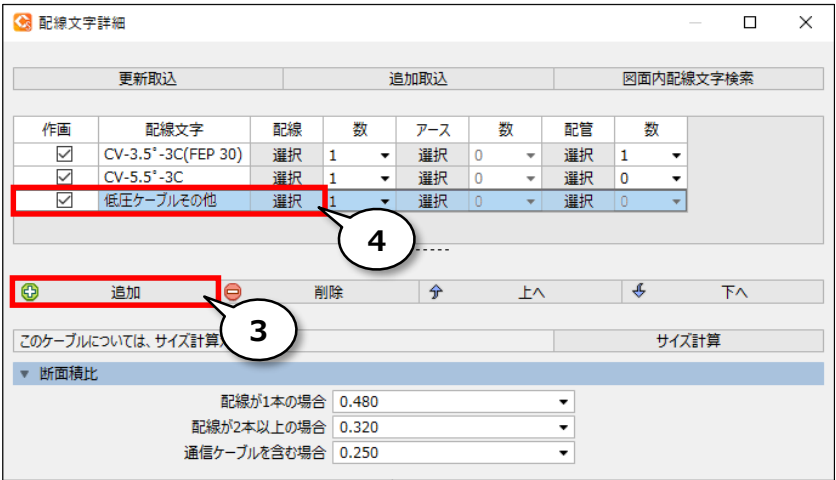 配線文字詳細
更新取込 追加取込 図面内配線文字検索
作画 配線文字 配線 数 アース 数 配管 数
CV-3.5°-3C(FEP 30) 選択 1 選択 0 選択 1
CV-5.5°-3C 選択 1 選択 0 選択 0
低圧ケーブルその他 選択 1 選択 0 選択 0
4
追加 削除 上へ 下へ
3
このケーブルについては、サイズ計算 サイズ計算
断面積比
配線が1本の場合 0.480
配線が2本以上の場合 0.320
通信ケーブルを含む場合 0.250